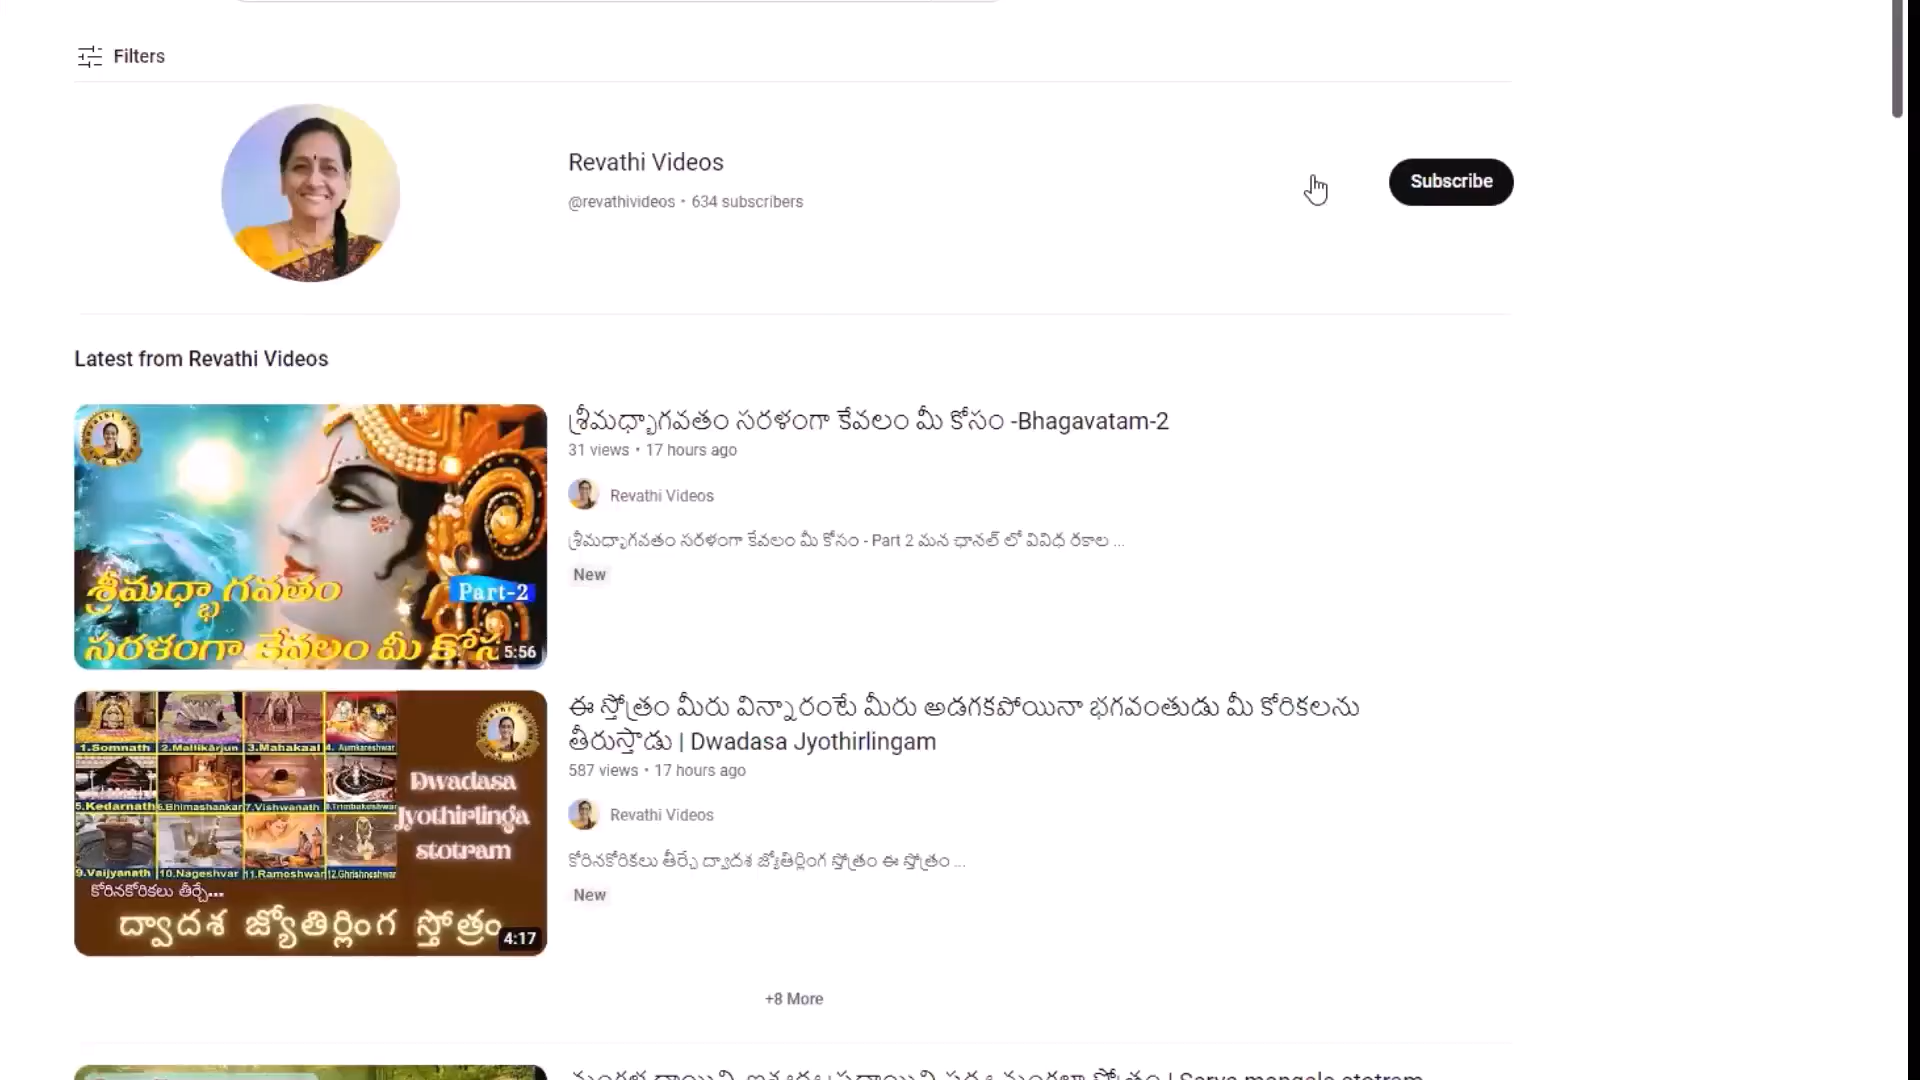 Filters
Revathi Videos
@revathivideos • 634 subscribers
Subscribe
Latest from Revathi Videos
శ్రీమద్భాగవతం సరళంగా కేవలం మీ కోసం -Bhagavatam-2
31 views • 17 hours ago
Revathi Videos
శ్రీమద్భాగవతం సరళంగా కేవలం మీ కోసం - Part 2 మన ఛానల్ లో వివిధ రకాల ...
New
శ్రీమద్భాగవతం
Part-2
సరళంగా కేవలం మీ
5:56
ఈ స్తోత్రం మీరు విన్నారంటే మీరు అడగకపోయినా భగవంతుడు మీ కోరికలను
తీరుస్తాడు | Dwadasa Jyothirlingam
587 views • 17 hours ago
Revathi Videos
కోరినకోరికలు తీర్చే ద్వాదశ జ్యోతిర్లింగ స్తోత్రం ఈ స్తోత్రం ...
New
1.Somnath 2.Mallikarjun 3.Mahakaal 4. Aumkareshwar
5.Kedarnath 6.Bhimashankar 7.Vishwanath 8.Trimbakeshwar
9.Vaijyanath 10.Nageshvar 11.Rameshwar 12.Ghrishneshwar
Dwadasa
Jyothirlinga
stotram
కోరినకోరికలు తీర్చే...
ద్వాదశ జ్యోతిర్లింగ స్తోత్రం
4:17
+8 More